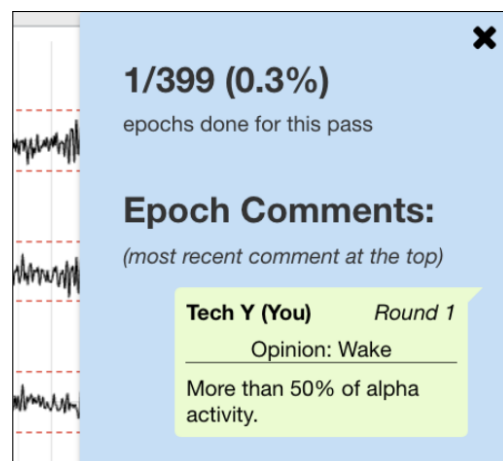 1/399 (0.3%)
epochs done for this pass
Epoch Comments:
(most recent comment at the top)
Tech Y (You) Round 1
Opinion: Wake
More than 50% of alpha
activity.